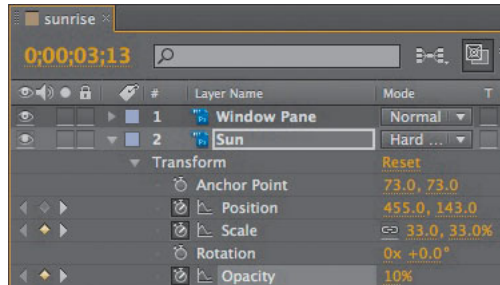 sunrise
0;00;03;13
# Layer Name Mode T
1 Window Pane Normal
2 Sun Hard ...
Transform Reset
Anchor Point 73.0, 73.0
Position 455.0, 143.0
Scale 33.0, 33.0%
Rotation 0x +0.0°
Opacity 10%